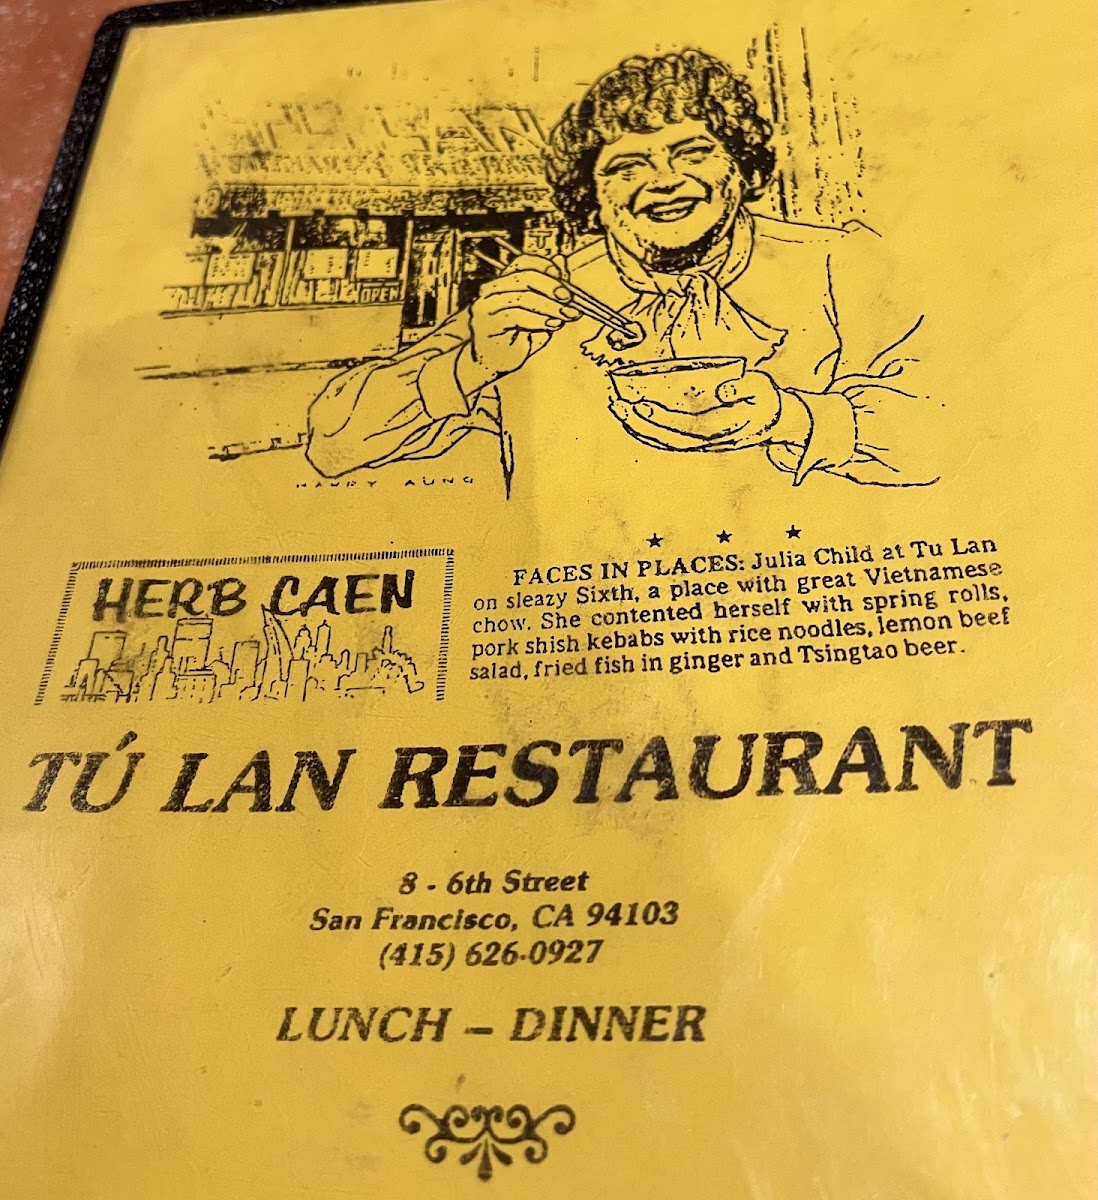 OPEN
HARRY AUNG
HERB CAEN
★ ★ ★
FACES IN PLACES: Julia Child at Tu Lan
on sleazy Sixth, a place with great Vietnamese
chow. She contented herself with spring rolls,
pork shish kebabs with rice noodles, lemon beef
salad, fried fish in ginger and Tsingtao beer.
TÚ LAN RESTAURANT
8 - 6th Street
San Francisco, CA 94103
(415) 626-0927
LUNCH – DINNER